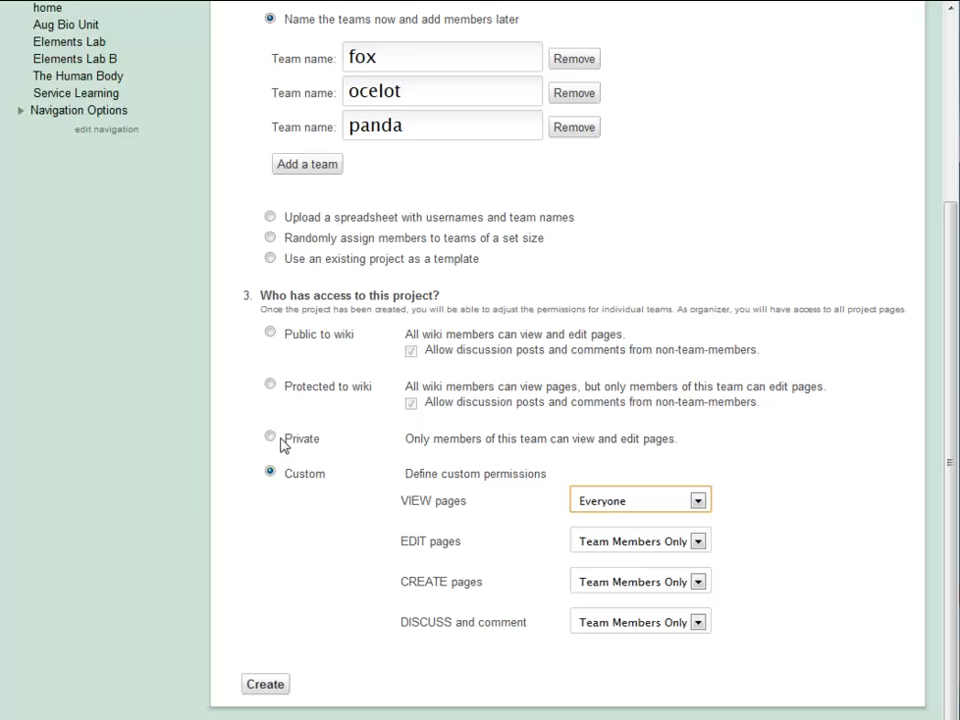 home
Aug Bio Unit
Elements Lab
Elements Lab B
The Human Body
Service Learning
Navigation Options
edit navigation
Name the teams now and add members later
Team name: fox Remove
Team name: ocelot Remove
Team name: panda Remove
Add a team
Upload a spreadsheet with usernames and team names
Randomly assign members to teams of a set size
Use an existing project as a template
3. Who has access to this project?
Once the project has been created, you will be able to adjust the permissions for individual teams. As organizer, you will have access to all project pages.
Public to wiki All wiki members can view and edit pages.
Allow discussion posts and comments from non-team-members.
Protected to wiki All wiki members can view pages, but only members of this team can edit pages.
Allow discussion posts and comments from non-team-members.
Private Only members of this team can view and edit pages.
Custom Define custom permissions
VIEW pages Everyone
EDIT pages Team Members Only
CREATE pages Team Members Only
DISCUSS and comment Team Members Only
Create